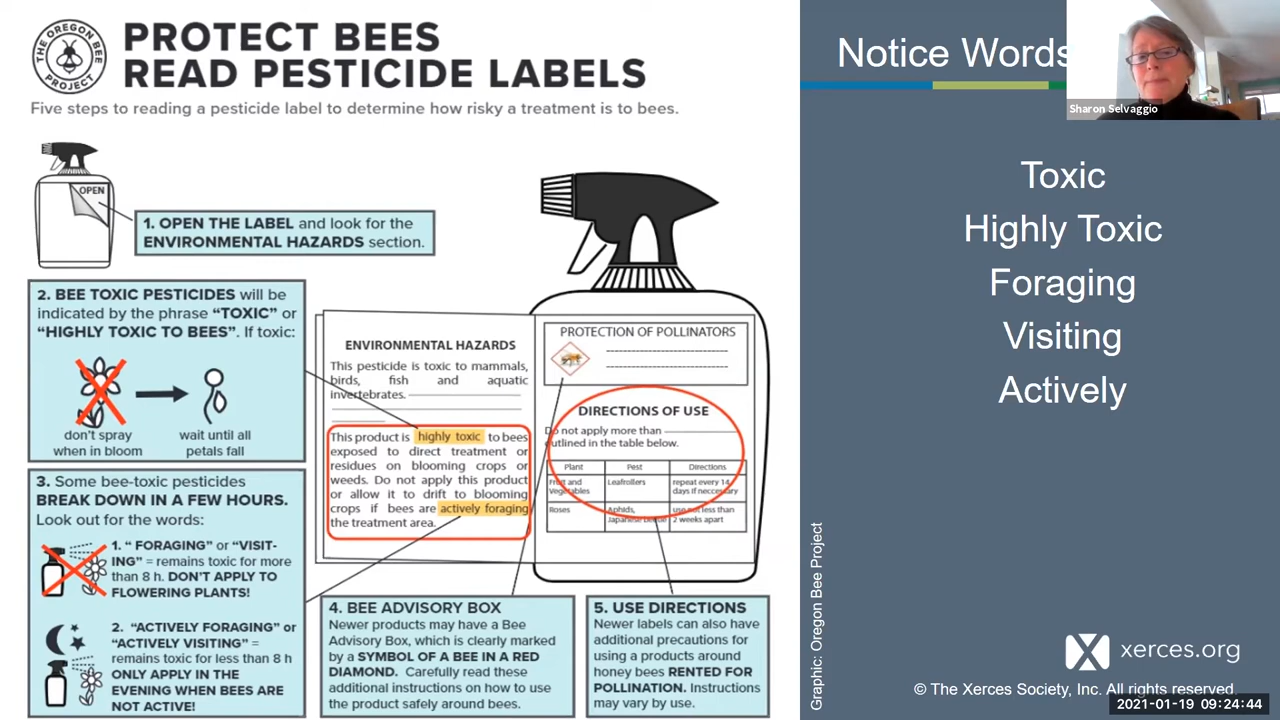 THE OREGON BEE PROJECT
PROTECT BEES
READ PESTICIDE LABELS
Five steps to reading a pesticide label to determine how risky a treatment is to bees.
OPEN
1. OPEN THE LABEL and look for the
ENVIRONMENTAL HAZARDS section.
2. BEE TOXIC PESTICIDES will be
indicated by the phrase “TOXIC” or
“HIGHLY TOXIC TO BEES”. If toxic:
don’t spray
when in bloom
wait until all
petals fall
3. Some bee-toxic pesticides
BREAK DOWN IN A FEW HOURS.
Look out for the words:
1. “ FORAGING” or “VISIT-
ING” = remains toxic for more
than 8 h. DON’T APPLY TO
FLOWERING PLANTS!
2. “ACTIVELY FORAGING” or
“ACTIVELY VISITING” =
remains toxic for less than 8 h
ONLY APPLY IN THE
EVENING WHEN BEES ARE
NOT ACTIVE!
ENVIRONMENTAL HAZARDS
This pesticide is toxic to mammals,
birds, fish and aquatic
invertebrates.
This product is highly toxic to bees
exposed to direct treatment or
residues on blooming crops or
weeds. Do not apply this product
or allow it to drift to blooming
crops if bees are actively foraging
the treatment area.
PROTECTION OF POLLINATORS
DIRECTIONS OF USE
Do not apply more than
outlined in the table below.
Plant Pest Directions
Fruit and Vegetables Leafrollers repeat every 14 days if neccesary
Roses Aphids, Japanese beetle use not less than 2 weeks apart
4. BEE ADVISORY BOX
Newer products may have a Bee
Advisory Box, which is clearly marked
by a SYMBOL OF A BEE IN A RED
DIAMOND. Carefully read these
additional instructions on how to use
the product safely around bees.
5. USE DIRECTIONS
Newer labels can also have
additional precautions for
using a products around
honey bees RENTED FOR
POLLINATION. Instructions
may vary by use.
Notice Words
Sharon Selvaggio
Toxic
Highly Toxic
Foraging
Visiting
Actively
Graphic: Oregon Bee Project
xerces.org
© The Xerces Society, Inc. All rights reserved.
2021-01-19 09:24:44